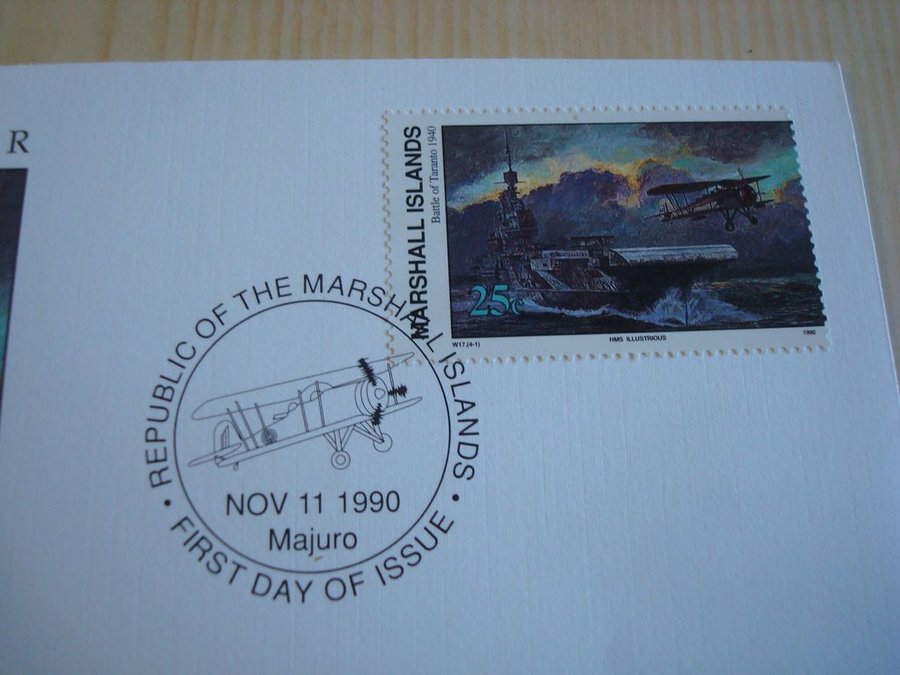 R
MARSHALL ISLANDS
Battle of Taranto 1940
25c
W17.(4-1)
HMS ILLUSTRIOUS
1990
REPUBLIC OF THE MARSHALL ISLANDS
NOV 11 1990
Majuro
• FIRST DAY OF ISSUE •